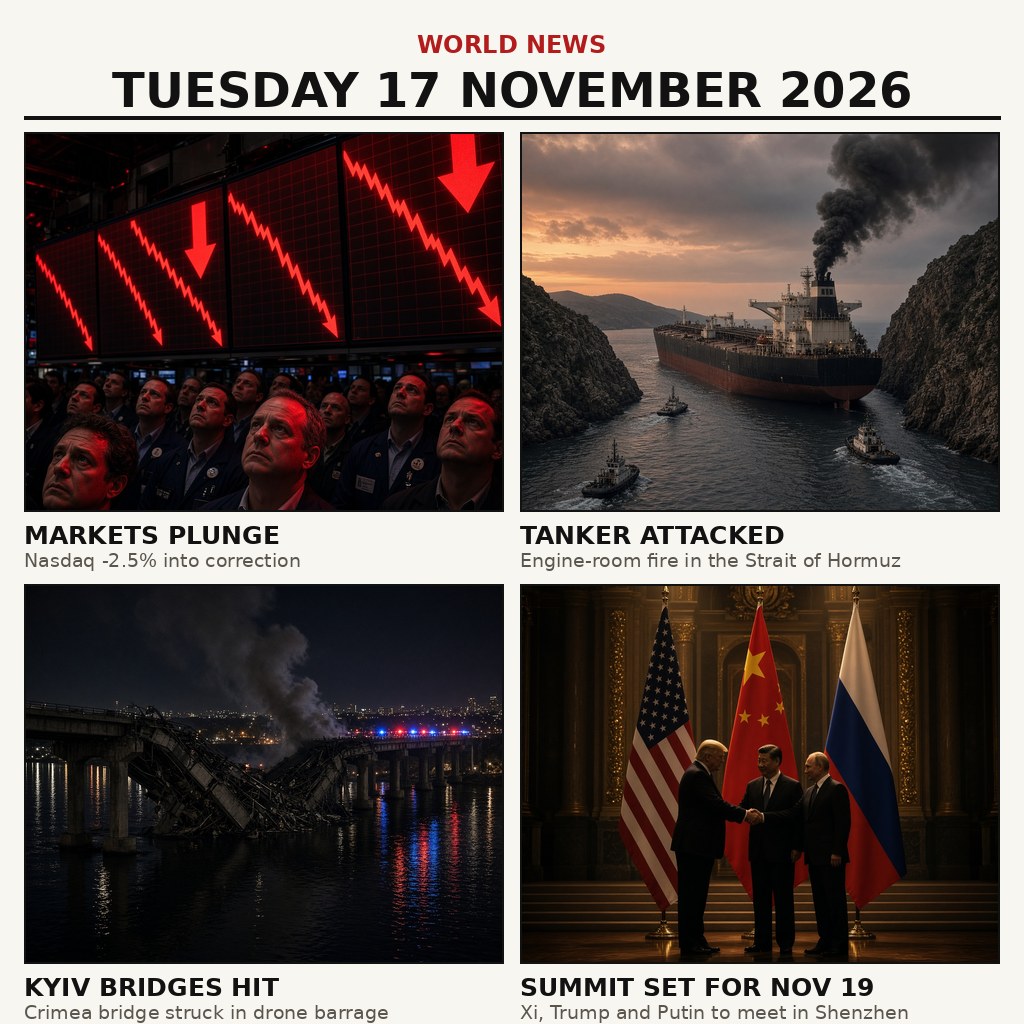 WORLD NEWS
TUESDAY 17 NOVEMBER 2026
MARKETS PLUNGE
Nasdaq -2.5% into correction
TANKER ATTACKED
Engine-room fire in the Strait of Hormuz
KYIV BRIDGES HIT
Crimea bridge struck in drone barrage
SUMMIT SET FOR NOV 19
Xi, Trump and Putin to meet in Shenzhen